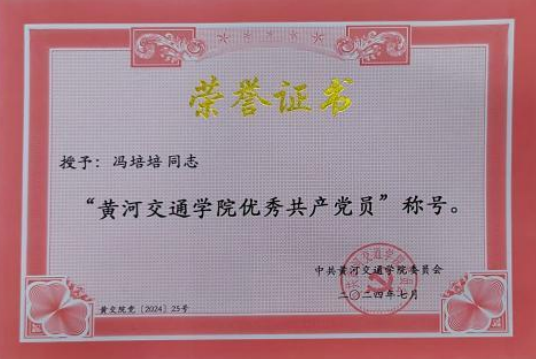 荣誉证书
授予：冯培培同志
“黄河交通学院优秀共产党员”称号。
中共黄河交通学院委员会
二〇二四年七月
黄交院党〔2024〕25号